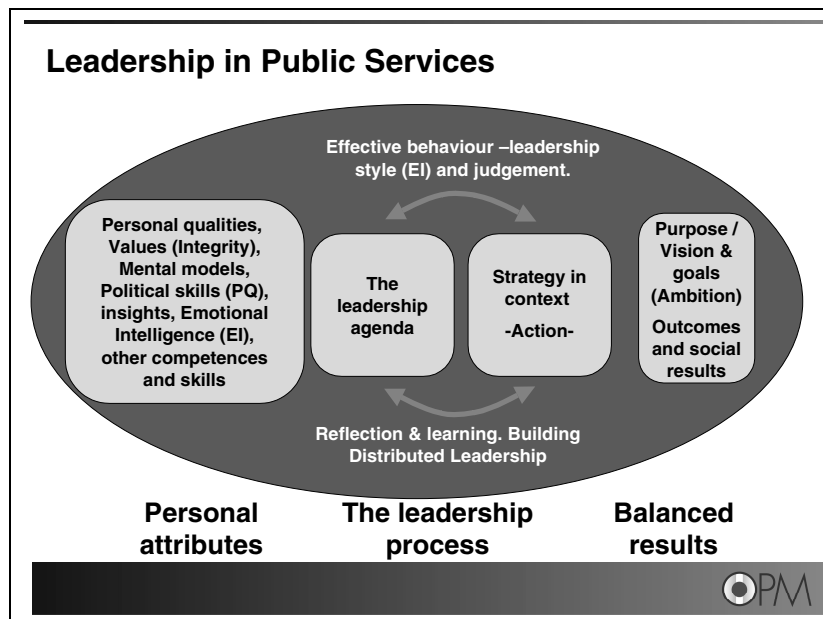 Leadership in Public Services
Effective behaviour –leadership
style (EI) and judgement.
Personal qualities,
Values (Integrity),
Mental models,
Political skills (PQ),
insights, Emotional
Intelligence (EI),
other competences
and skills
The
leadership
agenda
Strategy in
context
-Action-
Purpose /
Vision &
goals
(Ambition)
Outcomes
and social
results
Reflection & learning. Building
Distributed Leadership
Personal
attributes
The leadership
process
Balanced
results
OPM